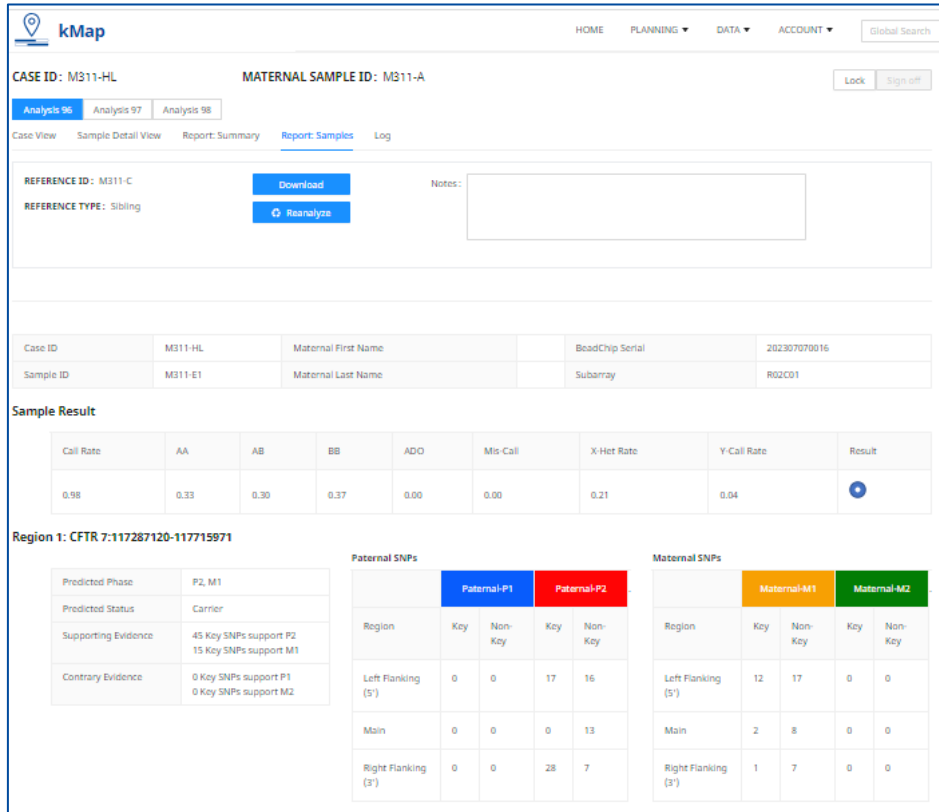 kMap
HOME PLANNING ▼ DATA ▼ ACCOUNT ▼ Global Search
CASE ID: M311-HL MATERNAL SAMPLE ID: M311-A
Lock Sign off
Analysis 96 Analysis 97 Analysis 98
Case View Sample Detail View Report: Summary Report: Samples Log
REFERENCE ID: M311-C Download Notes:
REFERENCE TYPE: Sibling Reanalyze
Case ID M311-HL Maternal First Name BeadChip Serial 202307070016
Sample ID M311-E1 Maternal Last Name Subarray R02C01
Sample Result
Call Rate AA AB BB ADO Mis-Call X-Het Rate Y-Call Rate Result
0.98 0.33 0.30 0.37 0.00 0.00 0.21 0.04
Region 1: CFTR 7:117287120-117715971
Predicted Phase P2, M1
Predicted Status Carrier
Supporting Evidence 45 Key SNPs support P2
15 Key SNPs support M1
Contrary Evidence 0 Key SNPs support P1
0 Key SNPs support M2
Paternal SNPs
Paternal-P1 Paternal-P2
Region Key Non-
Key Key Non-
Key
Left Flanking
(5') 0 0 17 16
Main 0 0 0 13
Right Flanking
(3') 0 0 28 7
Maternal SNPs
Maternal-M1 Maternal-M2
Region Key Non-
Key Key Non-
Key
Left Flanking
(5') 12 17 0 0
Main 2 8 0 0
Right Flanking
(3') 1 7 0 0